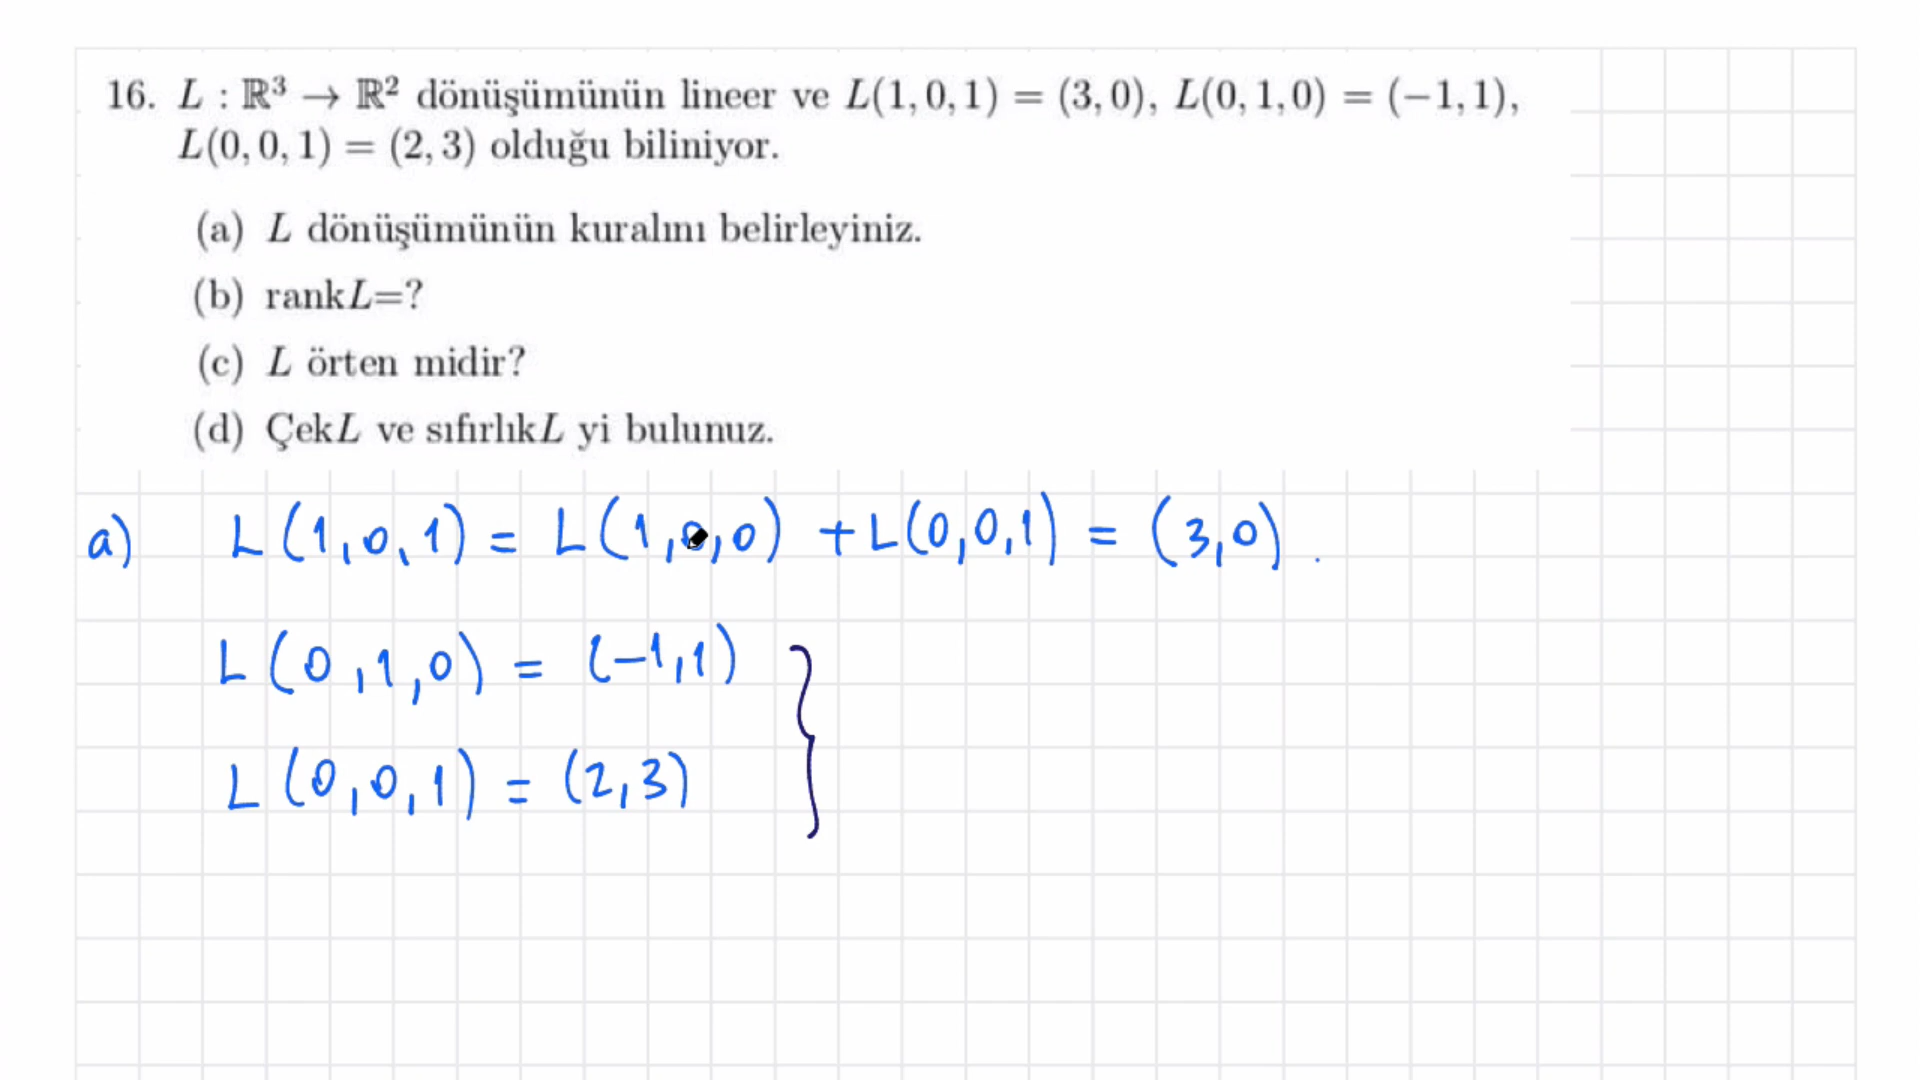 16. L : ℝ³ → ℝ² dönüşümünün lineer ve L(1, 0, 1) = (3, 0), L(0, 1, 0) = (−1, 1),
L(0, 0, 1) = (2, 3) olduğu biliniyor.
(a) L dönüşümünün kuralını belirleyiniz.
(b) rankL=?
(c) L örten midir?
(d) ÇekL ve sıfırlıkL yi bulunuz.
a) L(1,0,1) = L(1,0,0) + L(0,0,1) = (3,0).
L(0,1,0) = (-1,1)
L(0,0,1) = (2,3)